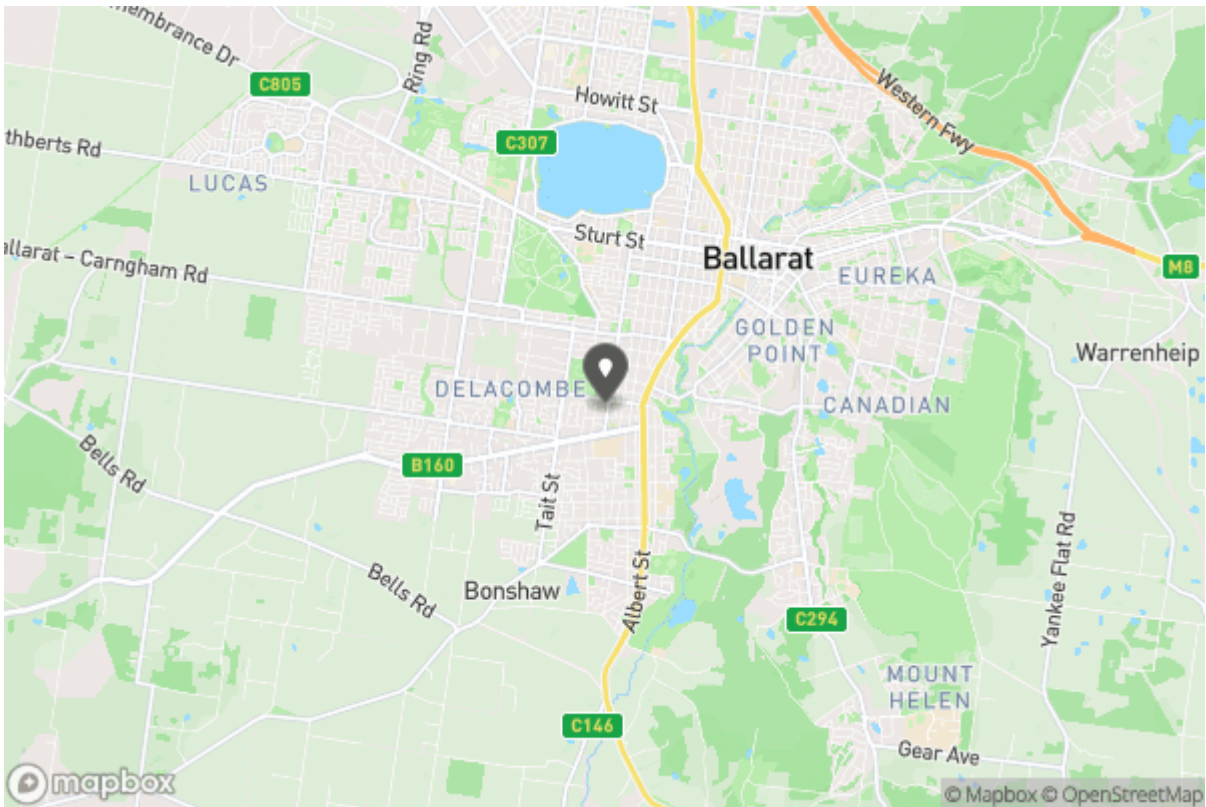 membrance Dr
Ring Rd
C805
Howitt St
Western Fwy
C307
thberts Rd
LUCAS
Sturt St
Ballarat
allarat – Carngham Rd
EUREKA
M8
GOLDEN
POINT
Warrenheip
DELACOMBE
CANADIAN
Bells Rd
B160
Tait St
Yankee Flat Rd
Bells Rd
Bonshaw
Albert St
C294
MOUNT
HELEN
C146
Gear Ave
mapbox
© Mapbox © OpenStreetMap